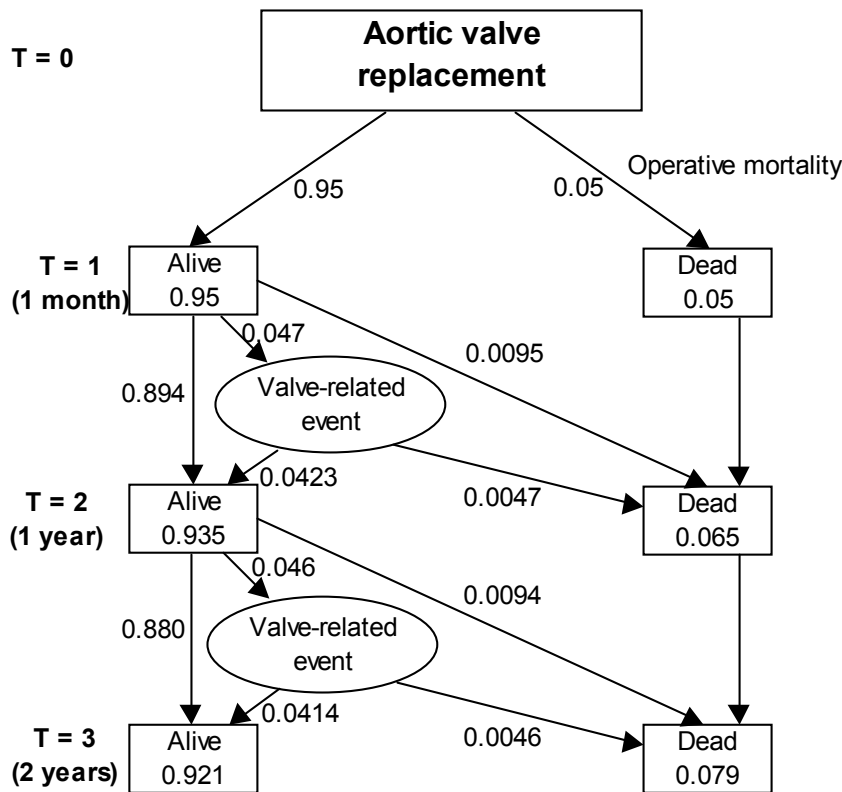 Aortic valve
replacement
T = 0
Operative mortality
0.95
0.05
T = 1
(1 month)
Alive
0.95
Dead
0.05
0.047
0.0095
0.894
Valve-related
event
0.0423
0.0047
T = 2
(1 year)
Alive
0.935
Dead
0.065
0.046
0.0094
0.880
Valve-related
event
0.0414
0.0046
T = 3
(2 years)
Alive
0.921
Dead
0.079